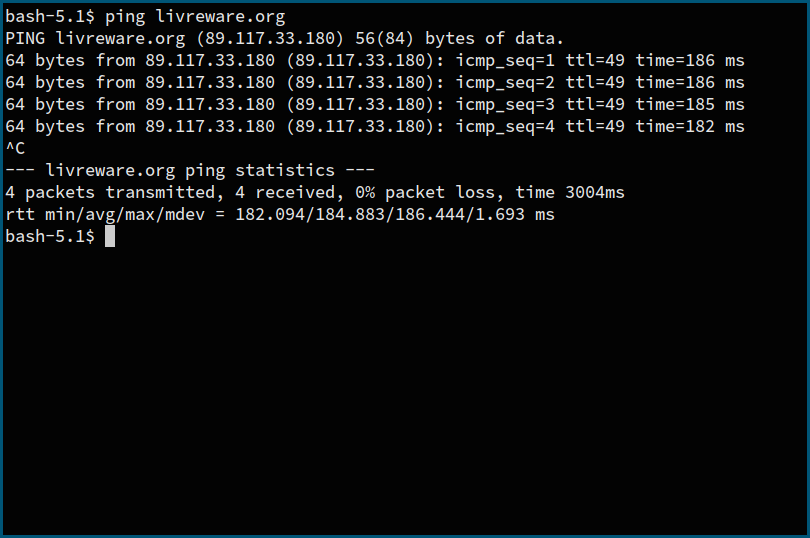 bash-5.1$ ping livreware.org
PING livreware.org (89.117.33.180) 56(84) bytes of data.
64 bytes from 89.117.33.180 (89.117.33.180): icmp_seq=1 ttl=49 time=186 ms
64 bytes from 89.117.33.180 (89.117.33.180): icmp_seq=2 ttl=49 time=186 ms
64 bytes from 89.117.33.180 (89.117.33.180): icmp_seq=3 ttl=49 time=185 ms
64 bytes from 89.117.33.180 (89.117.33.180): icmp_seq=4 ttl=49 time=182 ms
^C
--- livreware.org ping statistics ---
4 packets transmitted, 4 received, 0% packet loss, time 3004ms
rtt min/avg/max/mdev = 182.094/184.883/186.444/1.693 ms
bash-5.1$